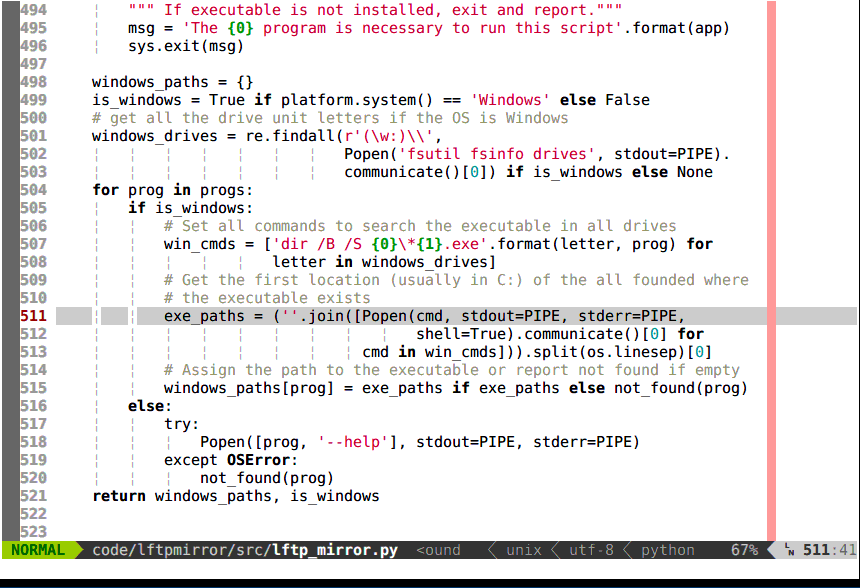 494 """ If executable is not installed, exit and report."""
495 msg = 'The {0} program is necessary to run this script'.format(app)
496 sys.exit(msg)
497
498 windows_paths = {}
499 is_windows = True if platform.system() == 'Windows' else False
500 # get all the drive unit letters if the OS is Windows
501 windows_drives = re.findall(r'(\w:)\\',
502 Popen('fsutil fsinfo drives', stdout=PIPE).
503 communicate()[0]) if is_windows else None
504 for prog in progs:
505 if is_windows:
506 # Set all commands to search the executable in all drives
507 win_cmds = ['dir /B /S {0}\*{1}.exe'.format(letter, prog) for
508 letter in windows_drives]
509 # Get the first location (usually in C:) of the all founded where
510 # the executable exists
511 exe_paths = (''.join([Popen(cmd, stdout=PIPE, stderr=PIPE,
512 shell=True).communicate()[0] for
513 cmd in win_cmds])).split(os.linesep)[0]
514 # Assign the path to the executable or report not found if empty
515 windows_paths[prog] = exe_paths if exe_paths else not_found(prog)
516 else:
517 try:
518 Popen([prog, '--help'], stdout=PIPE, stderr=PIPE)
519 except OSError:
520 not_found(prog)
521 return windows_paths, is_windows
522
523
NORMAL code/lftpmirror/src/lftp_mirror.py <ound unix utf-8 python 67% LN 511:41